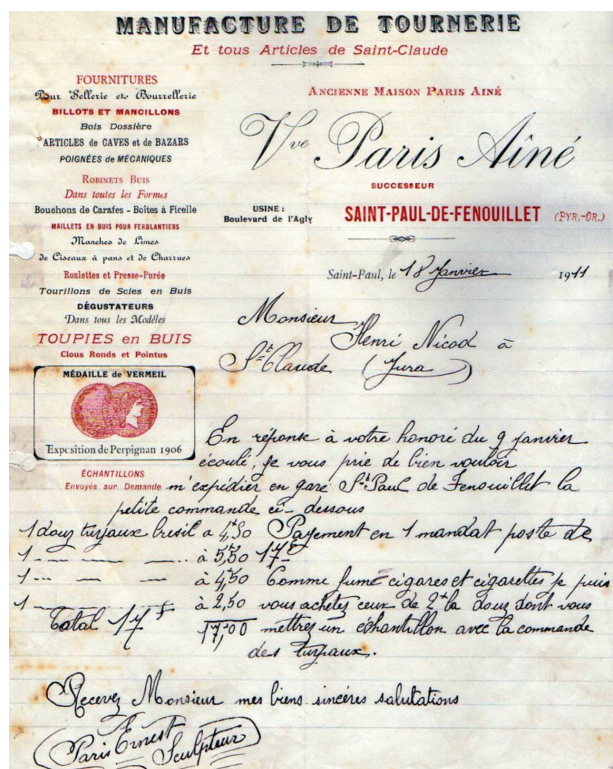 MANUFACTURE DE TOURNERIE
Et tous Articles de Saint-Claude
FOURNITURES
Pour Sellerie et Bourrellerie
BILLOTS ET MANCILLONS
Bois Dossière
ARTICLES de CAVES et de BAZARS
POIGNÉES de MÉCANIQUES
ROBINETS BUIS
Dans toutes les Formes
Bouchons de Carafes - Boîtes à Ficelle
MAILLETS EN BUIS POUR FERBLANTIERS
Manches de Limes
de Ciseaux à pans et de Charrues
Roulettes et Presse-Purée
Tourillons de Scies en Buis
DÉGUSTATEURS
Dans tous les Modèles
TOUPIES en BUIS
Clous Ronds et Pointus
MÉDAILLE de VERMEIL
Exposition de Perpignan 1906
ÉCHANTILLONS
Envoyés sur Demande
ANCIENNE MAISON PARIS AINÉ
Vve Paris Aîné
SUCCESSEUR
USINE :
Boulevard de l'Agly
SAINT-PAUL-DE-FENOUILLET (PYR.-OR.)
Saint-Paul, le 18 Janvier 1911
Monsieur
Henri Nicod à
St Claude (Jura)
En réponse à votre honoré du 9 janvier
écoulé, je vous prie de bien vouloir
m'expédier en gare St Paul de Fenouillet la
petite commande ci-dessous
1 douz turjaux bresil a 4,50 Payement en 1 mandat poste de
1 — — — à 5,50 17f
1 — — — à 4,50 Comme fume cigares et cigarettes je puis
1 — à 2,50 vous achetez ceux de 2f la douz dont vous
Total 17f 17,00 mettrez un échantillon avec la commande
des turjaux.
Recevez Monsieur mes biens sincères salutations
Paris Ernest
Sculpteur